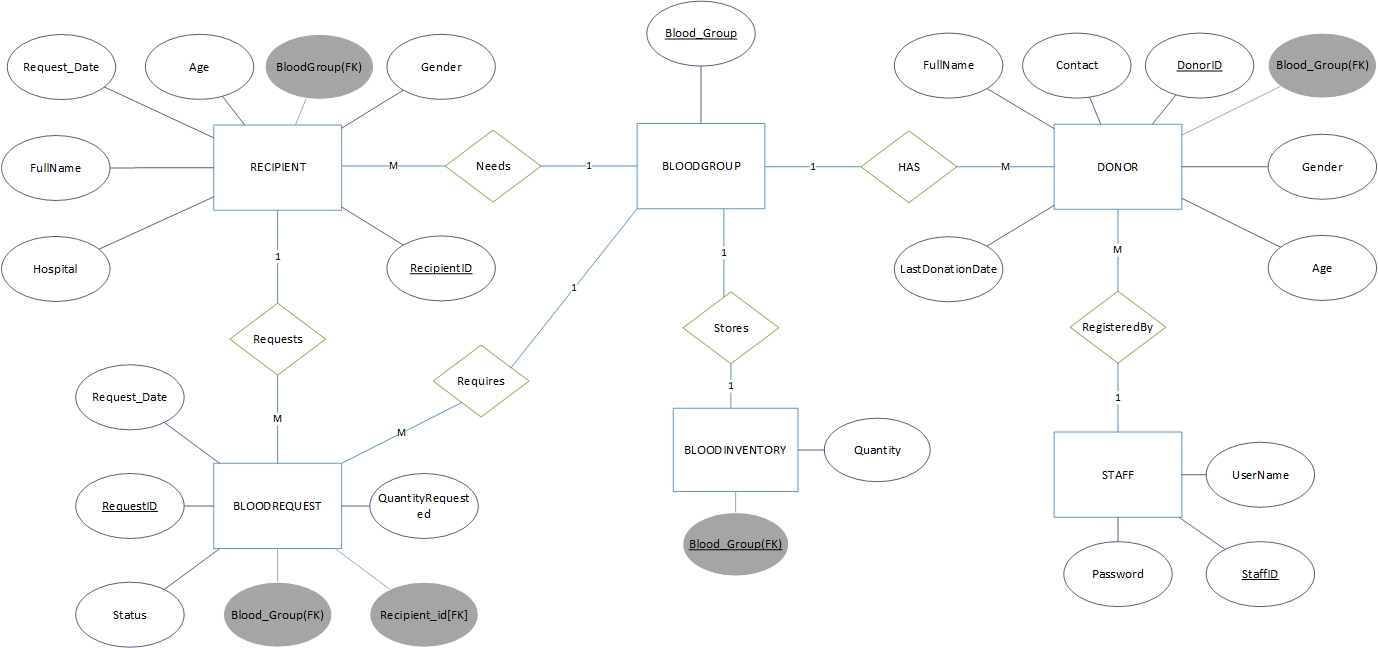 Blood_Group
Request_Date
Age
BloodGroup(FK)
Gender
FullName
Contact
DonorID
Blood_Group(FK)
FullName
RECIPIENT
M
Needs
1
BLOODGROUP
1
HAS
M
DONOR
Gender
Hospital
RecipientID
LastDonationDate
Age
1
1
1
M
Requests
Requires
Stores
RegisteredBy
1
1
M
M
Request_Date
RequestID
BLOODREQUEST
QuantityRequest
ed
BLOODINVENTORY
Quantity
STAFF
UserName
Status
Blood_Group(FK)
Recipient_id[FK]
Blood_Group(FK)
Password
StaffID